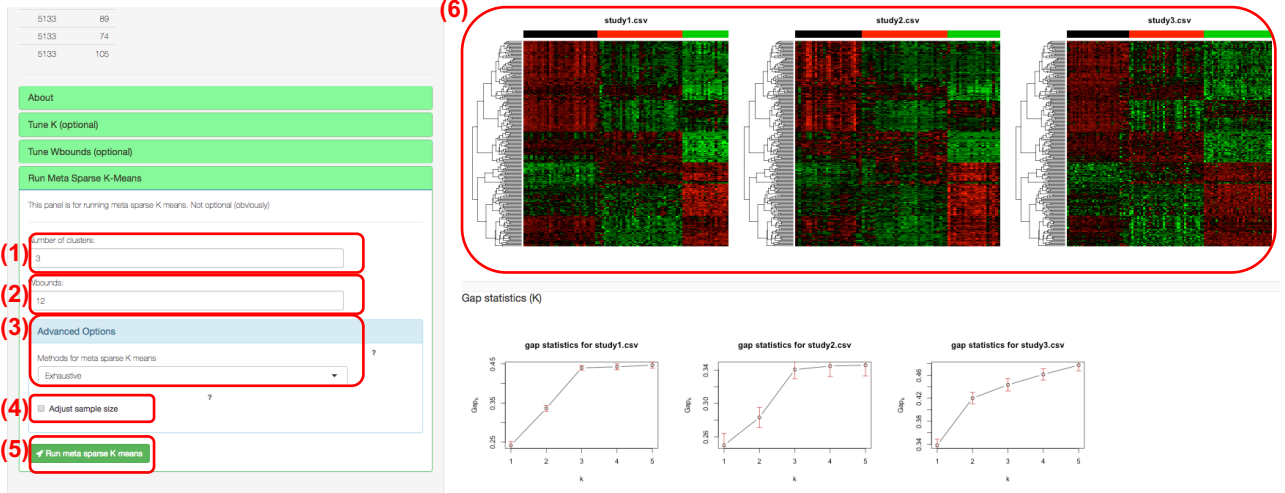 5133 89
5133 74
5133 105
About
Tune K (optional)
Tune Wbounds (optional)
Run Meta Sparse K-Means
This panel is for running meta sparse K means. Not optional (obviously)
(1)
Number of clusters:
3
(2)
Wbounds:
12
(3)
Advanced Options
Methods for meta sparse K means
?
Exhaustive
?
(4)
Adjust sample size
(5)
Run meta sparse K means
(6)
study1.csv
study2.csv
study3.csv
Gap statistics (K)
gap statistics for study1.csv
Gapk
0.45
0.35
0.25
1 2 3 4 5
k
gap statistics for study2.csv
Gapk
0.34
0.30
0.26
1 2 3 4 5
k
gap statistics for study3.csv
Gapk
0.46
0.42
0.38
0.34
1 2 3 4 5
k